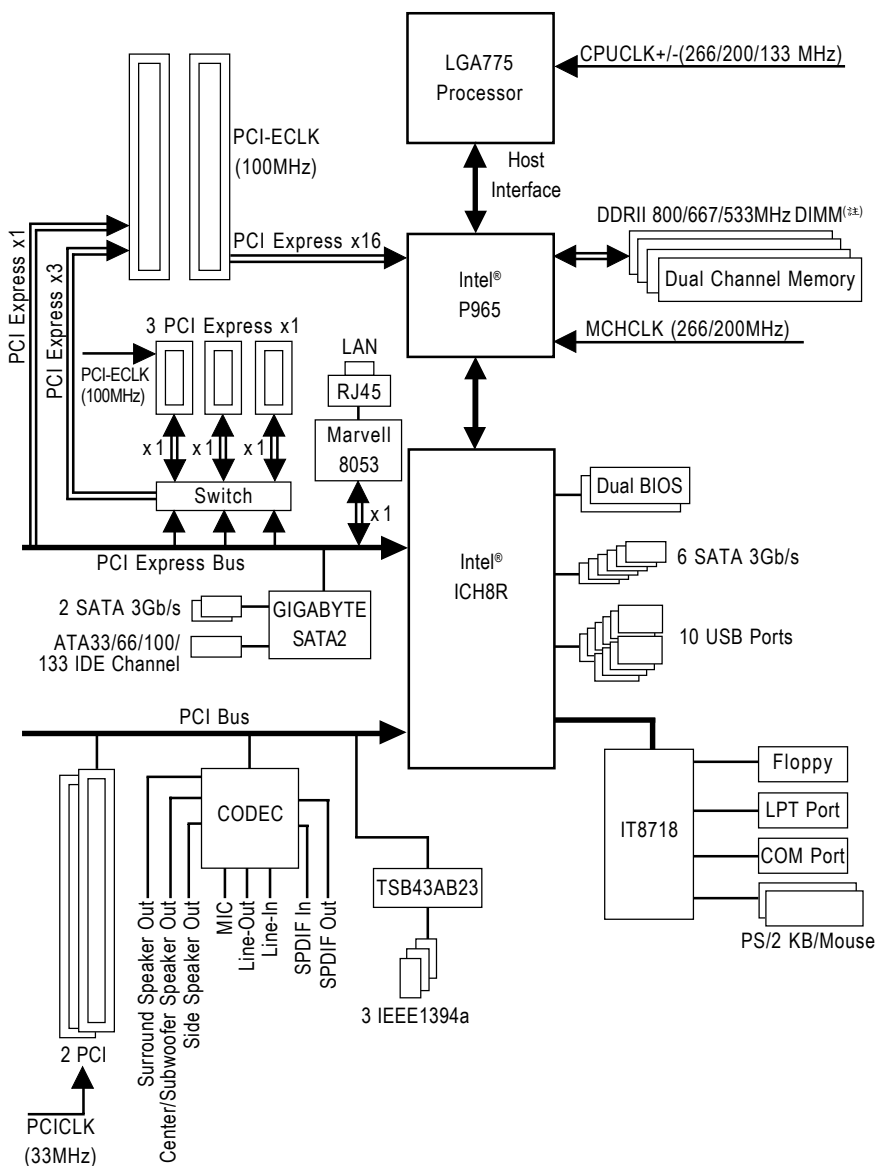 LGA775
Processor
CPUCLK+/-(266/200/133 MHz)
PCI-ECLK
(100MHz)
Host
Interface
DDRII 800/667/533MHz DIMM(註)
Dual Channel Memory
PCI Express x16
Intel®
P965
MCHCLK (266/200MHz)
PCI Express x1
PCI Express x3
3 PCI Express x1
PCI-ECLK
(100MHz)
LAN
RJ45
Marvell
8053
x1
x1
x1
x1
Switch
PCI Express Bus
Intel®
ICH8R
Dual BIOS
6 SATA 3Gb/s
10 USB Ports
2 SATA 3Gb/s
GIGABYTE
SATA2
ATA33/66/100/
133 IDE Channel
PCI Bus
CODEC
IT8718
Floppy
LPT Port
COM Port
PS/2 KB/Mouse
TSB43AB23
3 IEEE1394a
Surround Speaker Out
Center/Subwoofer Speaker Out
Side Speaker Out
MIC
Line-Out
Line-In
SPDIF In
SPDIF Out
2 PCI
PCICLK
(33MHz)